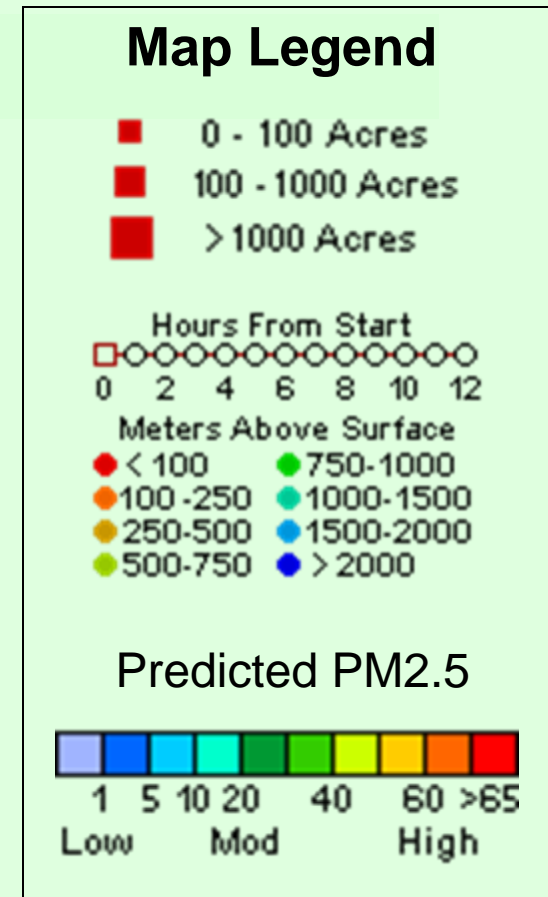 Map Legend
0 - 100 Acres
100 - 1000 Acres
>1000 Acres
Hours From Start
0 2 4 6 8 10 12
Meters Above Surface
< 100 750-1000
100 -250 1000-1500
250-500 1500-2000
500-750 > 2000
Predicted PM2.5
1 5 10 20 40 60 >65
Low Mod High